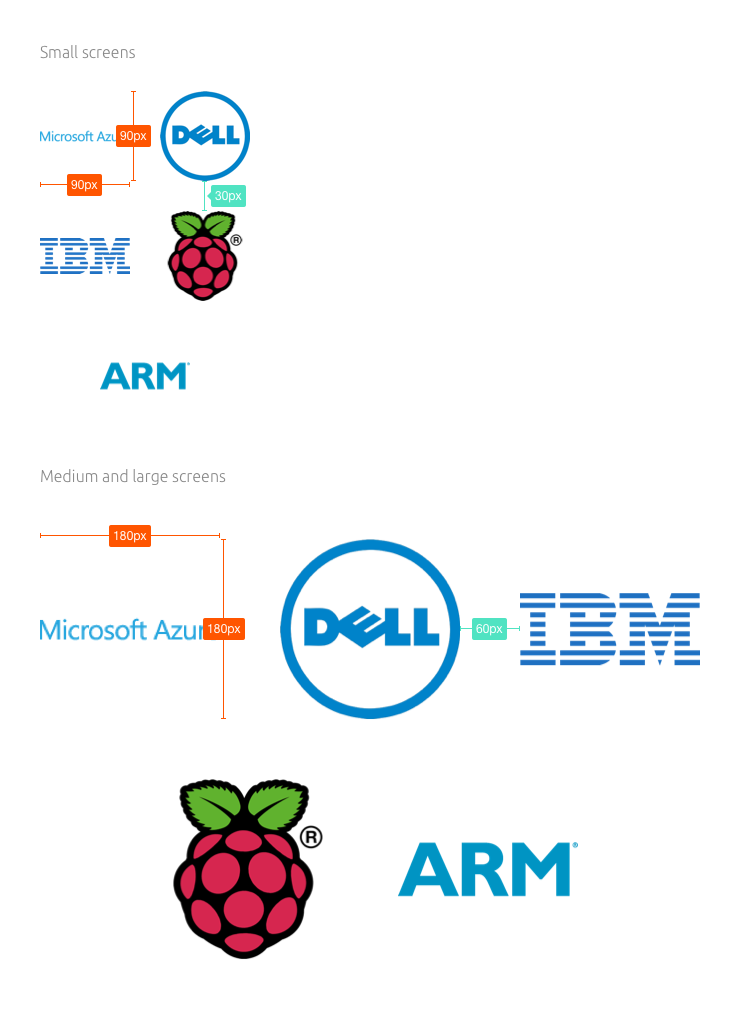 Small screens
Microsoft Azu
90px
DELL
90px
30px
IBM
®
ARM
Medium and large screens
180px
Microsoft Azur
180px
DELL
60px
IBM
®
ARM®